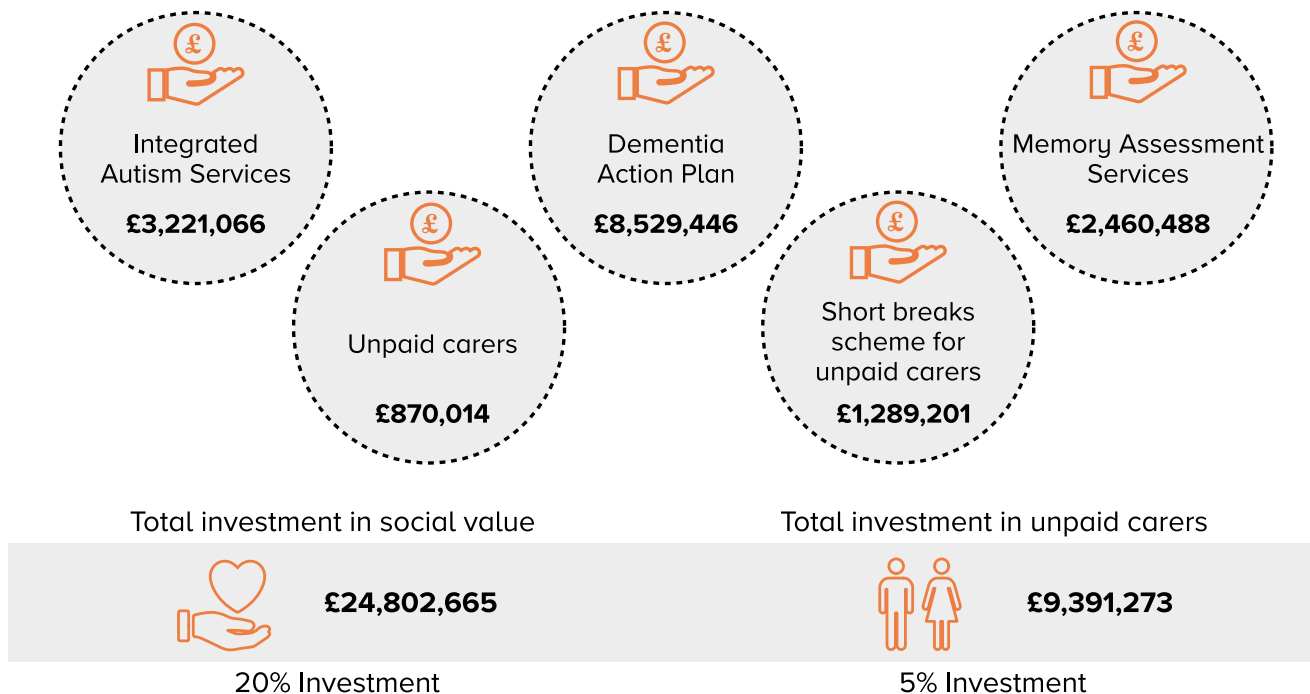 £
Integrated
Autism Services
£3,221,066
£
Unpaid carers
£870,014
£
Dementia
Action Plan
£8,529,446
£
Short breaks
scheme for
unpaid carers
£1,289,201
£
Memory Assessment
Services
£2,460,488
Total investment in social value
£24,802,665
20% Investment
Total investment in unpaid carers
£9,391,273
5% Investment